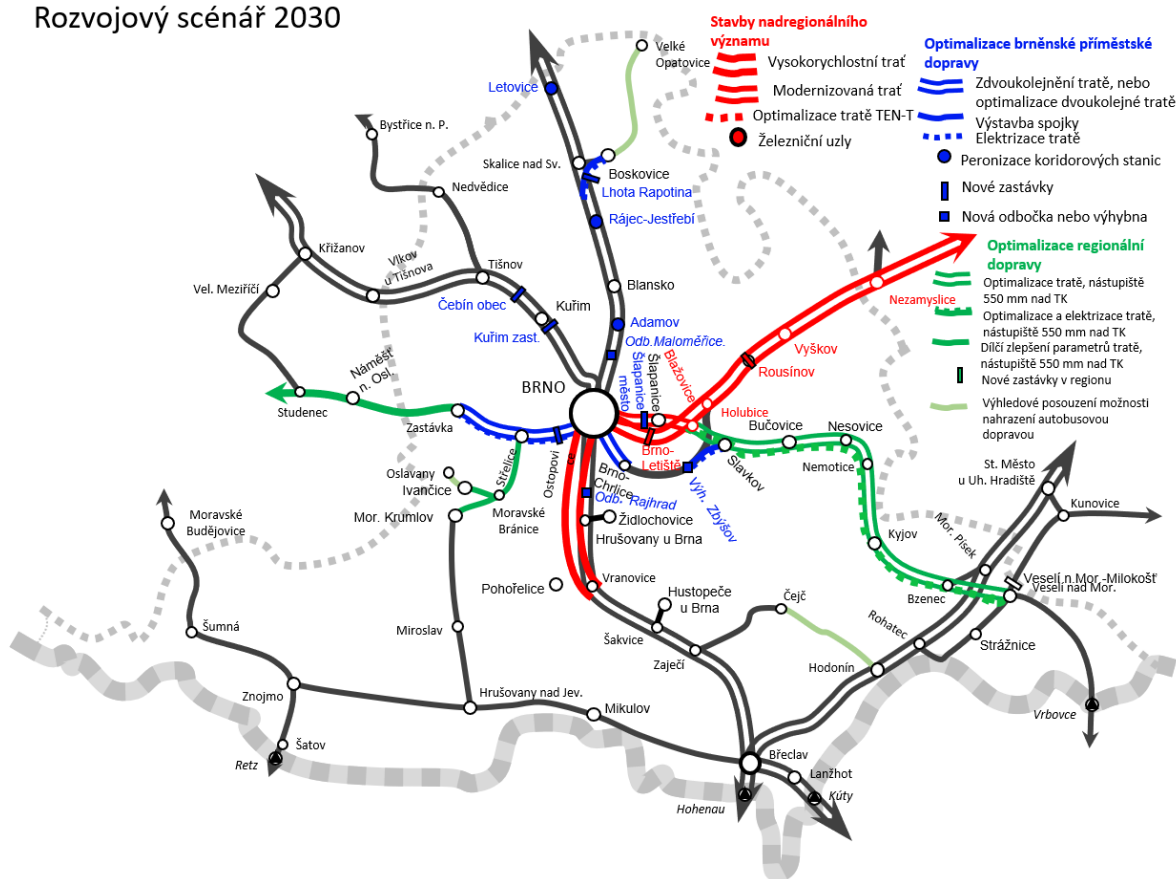 Rozvojový scénář 2030
Stavby nadregionálního
významu
Vysokorychlostní trať
Modernizovaná trať
Optimalizace tratě TEN-T
Železniční uzly
Optimalizace brněnské příměstské
dopravy
Zdvoukolejnění tratě, nebo
optimalizace dvoukolejné tratě
Výstavba spojky
Elektrizace tratě
Peronizace koridorových stanic
Nové zastávky
Nová odbočka nebo výhybna
Optimalizace regionální
dopravy
Optimalizace tratě, nástupiště
550 mm nad TK
Optimalizace a elektrizace tratě,
nástupiště 550 mm nad TK
Dílčí zlepšení parametrů tratě,
nástupiště 550 mm nad TK
Nové zastávky v regionu
Výhledové posouzení možnosti
nahrazení autobusovou
dopravou
Velké
Opatovice
Letovice
Bystřice n. P.
Skalice nad Sv.
Boskovice
Lhota Rapotina
Nedvědice
Rájec-Jestřebí
Křižanov
Vlkov
u Tišnova
Tišnov
Vel. Meziříčí
Blansko
Čebín obec
Kuřim
Kuřim zast.
Adamov
Odb.Maloměřice.
Nezamyslice
Vyškov
Rousínov
Blažovice
Šlapanice
Šlapanice
město
BRNO
Náměšť
n. Osl.
Studenec
Zastávka
Holubice
Bučovice
Nesovice
Brno-
Letiště
Slavkov
Nemotice
Střelice
Ostopovi
ce
Brno-
Chrlice
Výh. Zbýšov
Oslavany
Ivančice
Odb. Rajhrad
St. Město
u Uh. Hradiště
Kunovice
Moravské
Budějovice
Mor. Krumlov
Moravské
Bránice
Židlochovice
Hrušovany u Brna
Kyjov
Mor. Písek
Pohořelice
Vranovice
Hustopeče
u Brna
Čejč
Bzenec
Veselí n.Mor.-Milokošť
Veselí nad Mor.
Šumná
Miroslav
Šakvice
Zaječí
Rohatec
Strážnice
Hodonín
Znojmo
Hrušovany nad Jev.
Mikulov
Vrbovce
Šatov
Retz
Břeclav
Lanžhot
Hohenau
Kúty